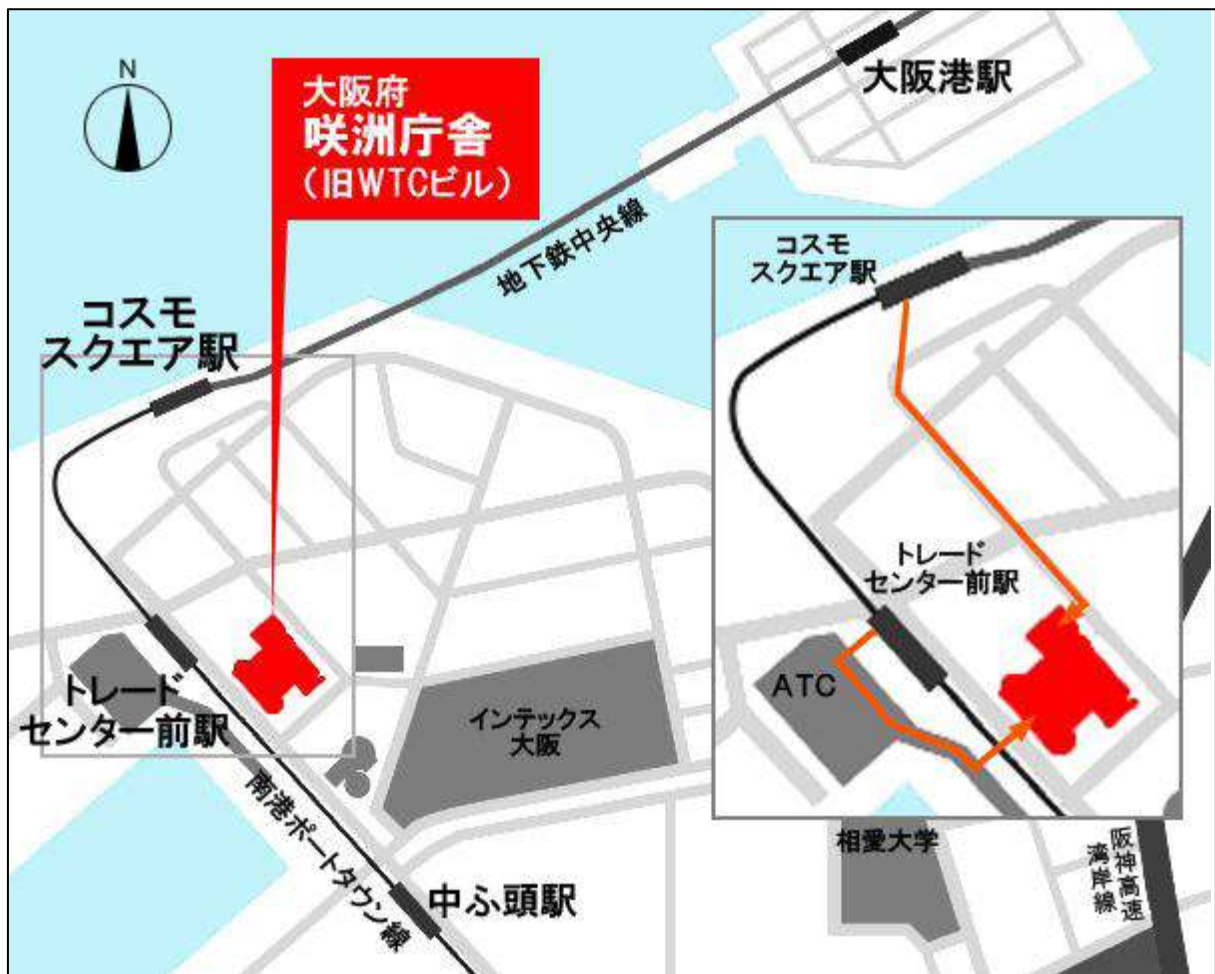 N
大阪府
咲洲庁舎
（旧WTCビル）
大阪港駅
地下鉄中央線
コスモ
スクエア駅
コスモ
スクエア駅
トレード
センター前駅
ATC
トレード
センター前駅
インテックス
大阪
南港ポートタウン線
中ふ頭駅
相愛大学
阪神高速
湾岸線